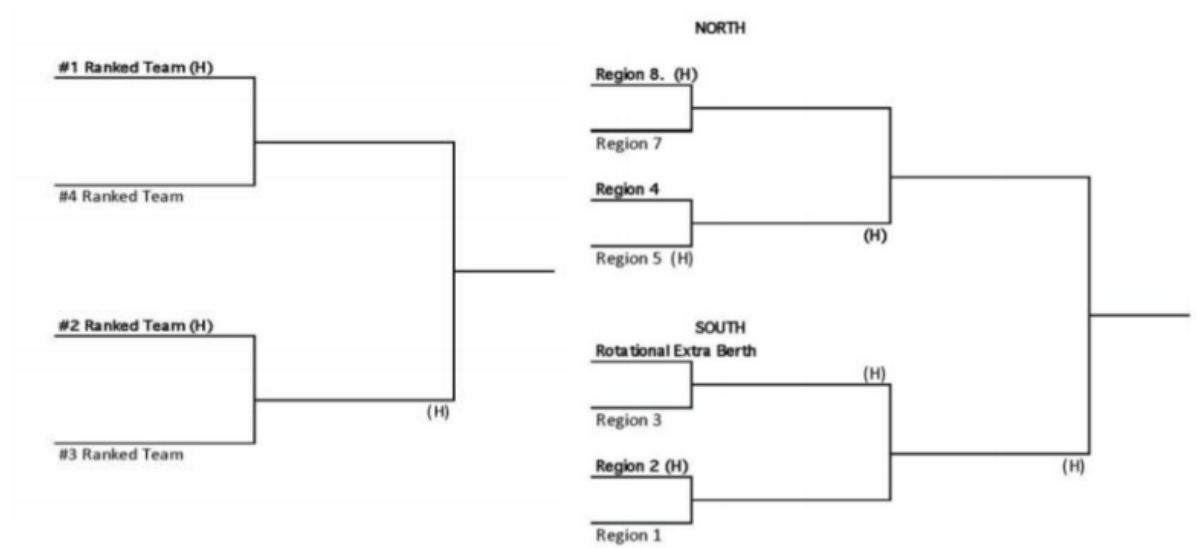 #1 Ranked Team (H)
#4 Ranked Team
#2 Ranked Team (H)
(H)
#3 Ranked Team
NORTH
Region 8. (H)
Region 7
Region 4
(H)
Region 5 (H)
SOUTH
Rotational Extra Berth
(H)
Region 3
Region 2 (H)
(H)
Region 1